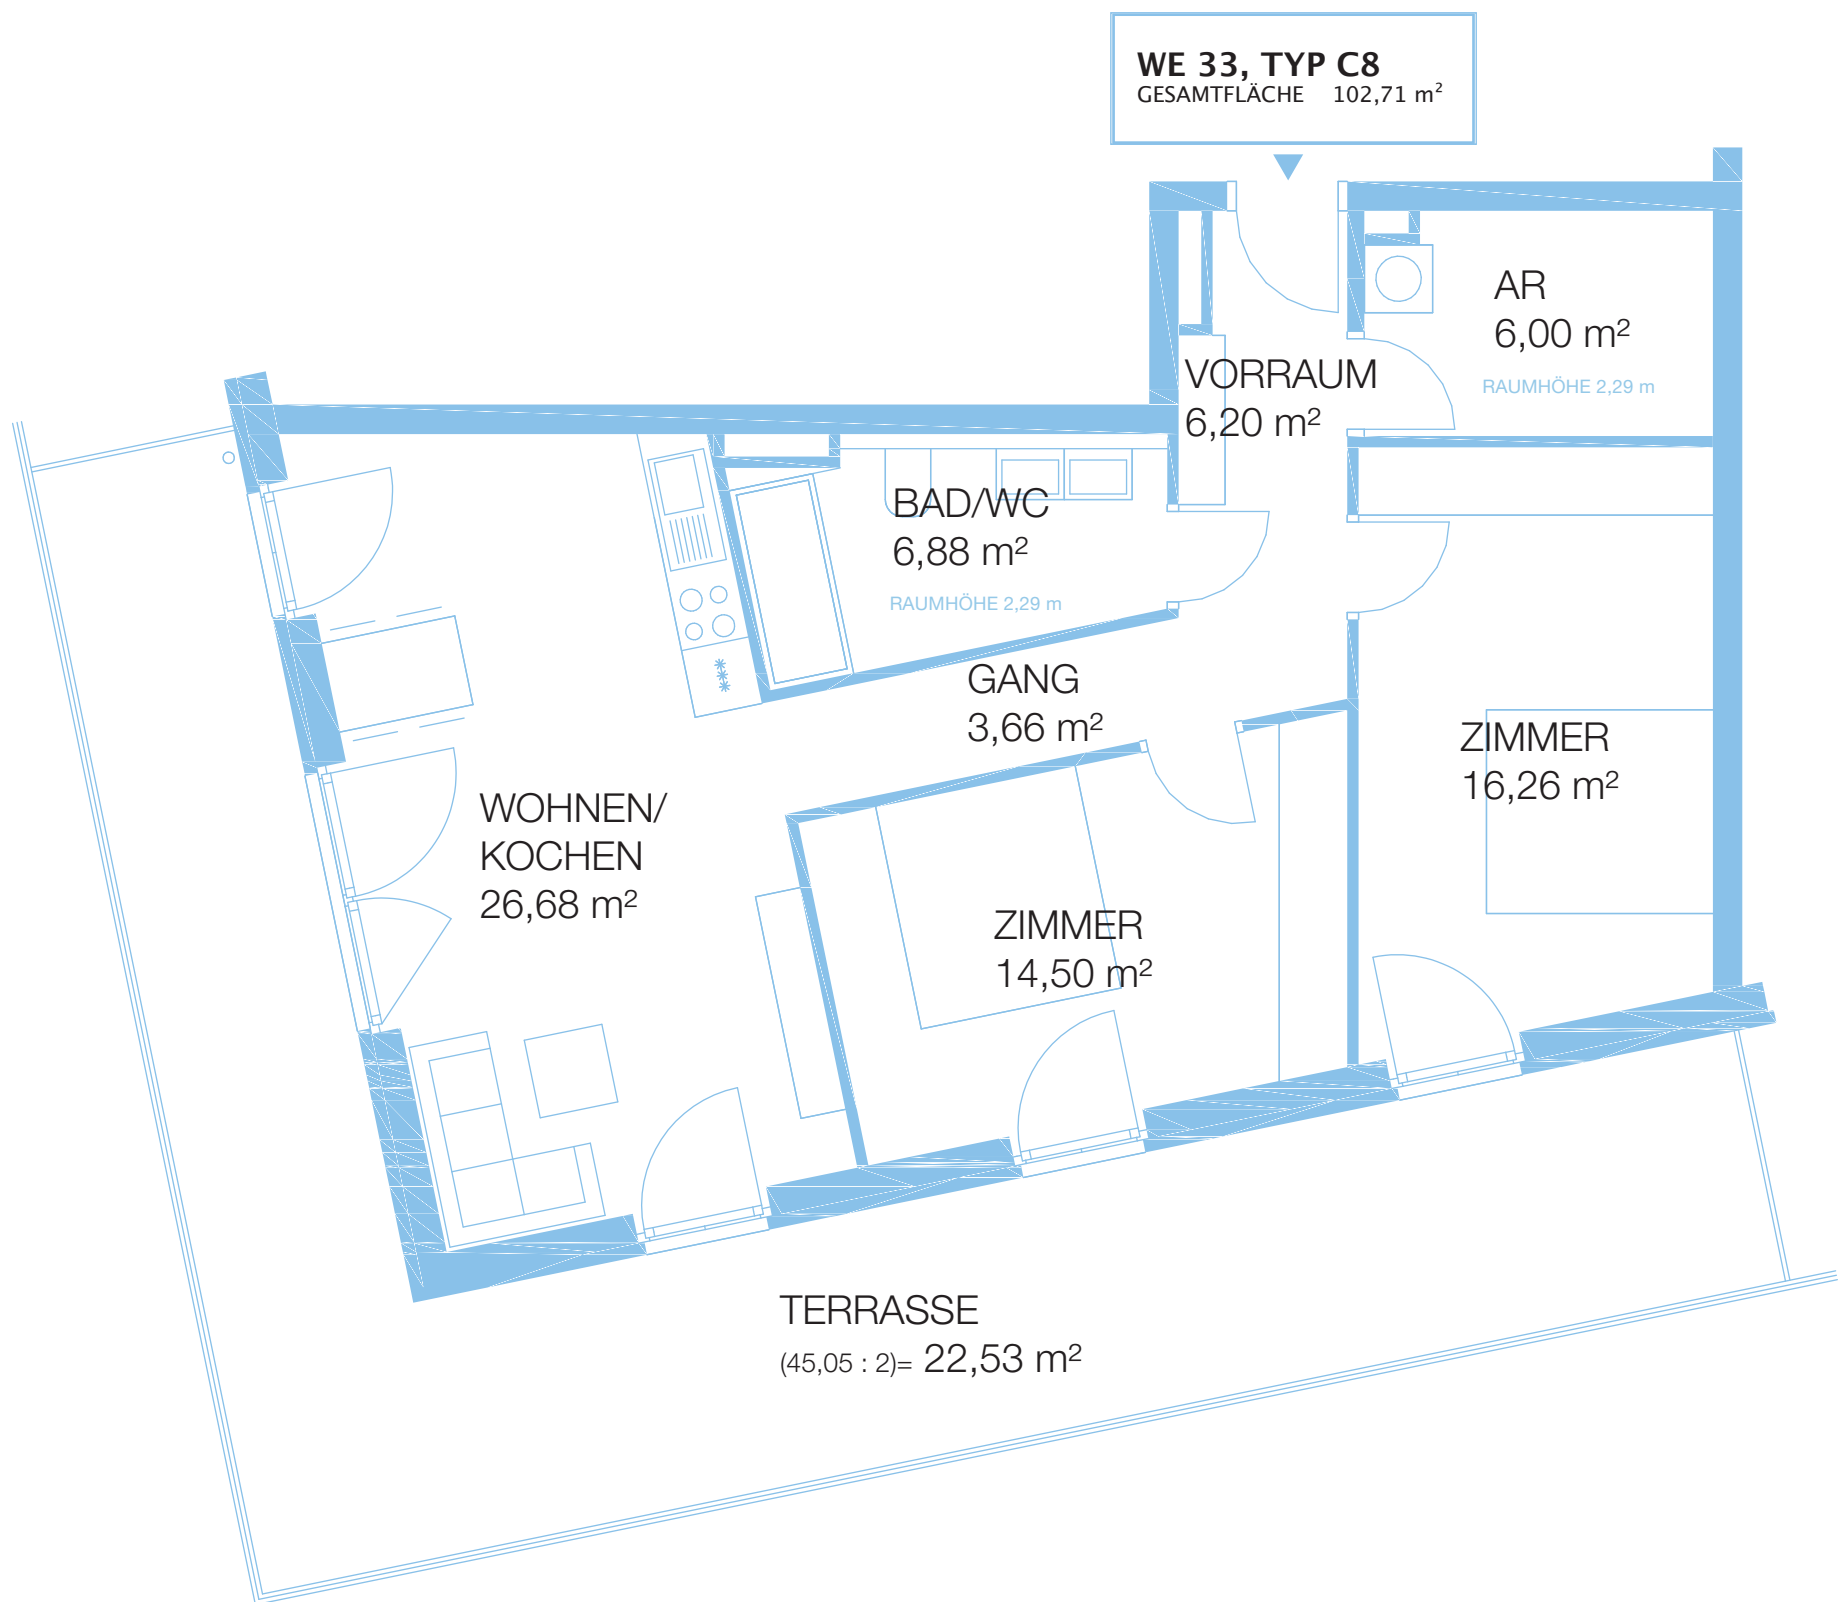 WE 33, TYP C8
GESAMTFLÄCHE 102,71 m²
AR
6,00 m²
RAUMHÖHE 2,29 m
VORRAUM
6,20 m²
BAD/WC
6,88 m²
RAUMHÖHE 2,29 m
GANG
3,66 m²
ZIMMER
16,26 m²
WOHNEN/
KOCHEN
26,68 m²
ZIMMER
14,50 m²
TERRASSE
(45,05 : 2)= 22,53 m²